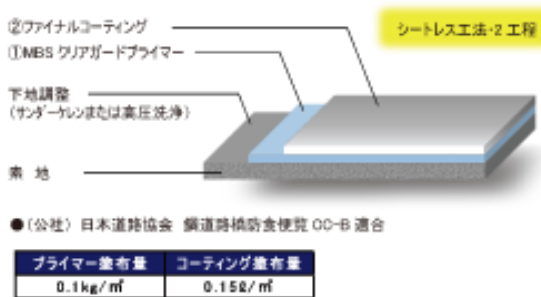 ②ファイナルコーティング
シートレス工法・2工程
①MBSクリアガードプライマー
下地調整
(サンダーケレンまたは高圧洗浄)
素 地
●(公社) 日本道路協会 鋼道路橋防食便覧 CC-B 適合
プライマー塗布量 コーティング塗布量
0.1kg/㎡ 0.15ℓ/㎡